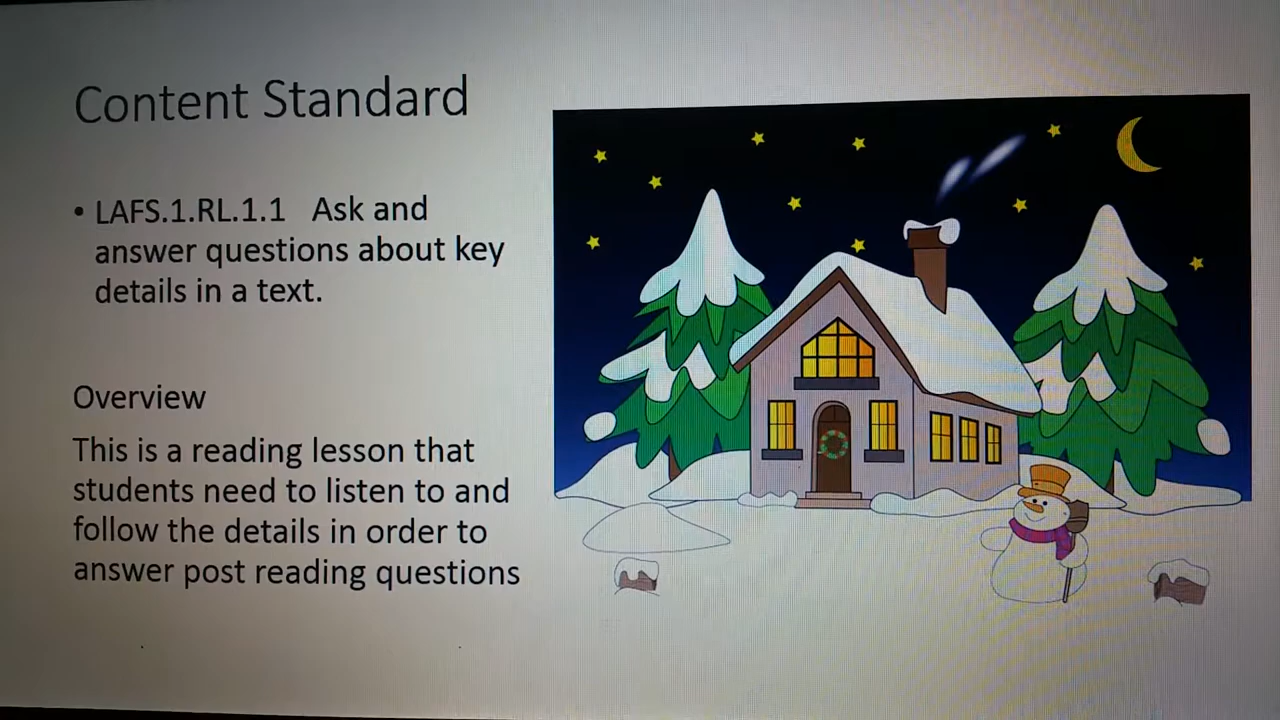 Content Standard
• LAFS.1.RL.1.1   Ask and
answer questions about key
details in a text.
Overview
This is a reading lesson that
students need to listen to and
follow the details in order to
answer post reading questions